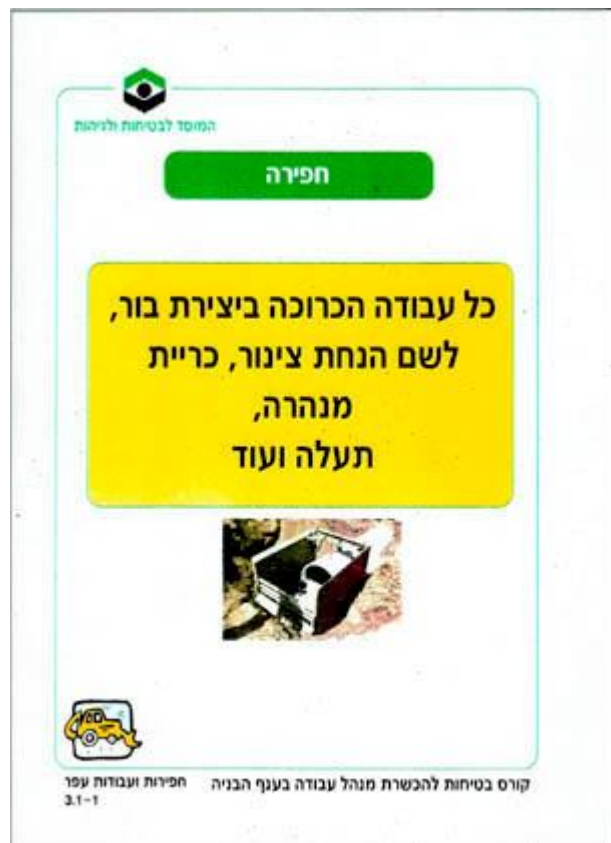 המוסד לבטיחות ולגיהות
חפירה
כל עבודה הכרוכה ביצירת בור,
לשם הנחת צינור, כריית
מנהרה,
תעלה ועוד
קורס בטיחות להכשרת מנהל עבודה בענף הבניה
חפירות ועבודות עפר
3.1-1